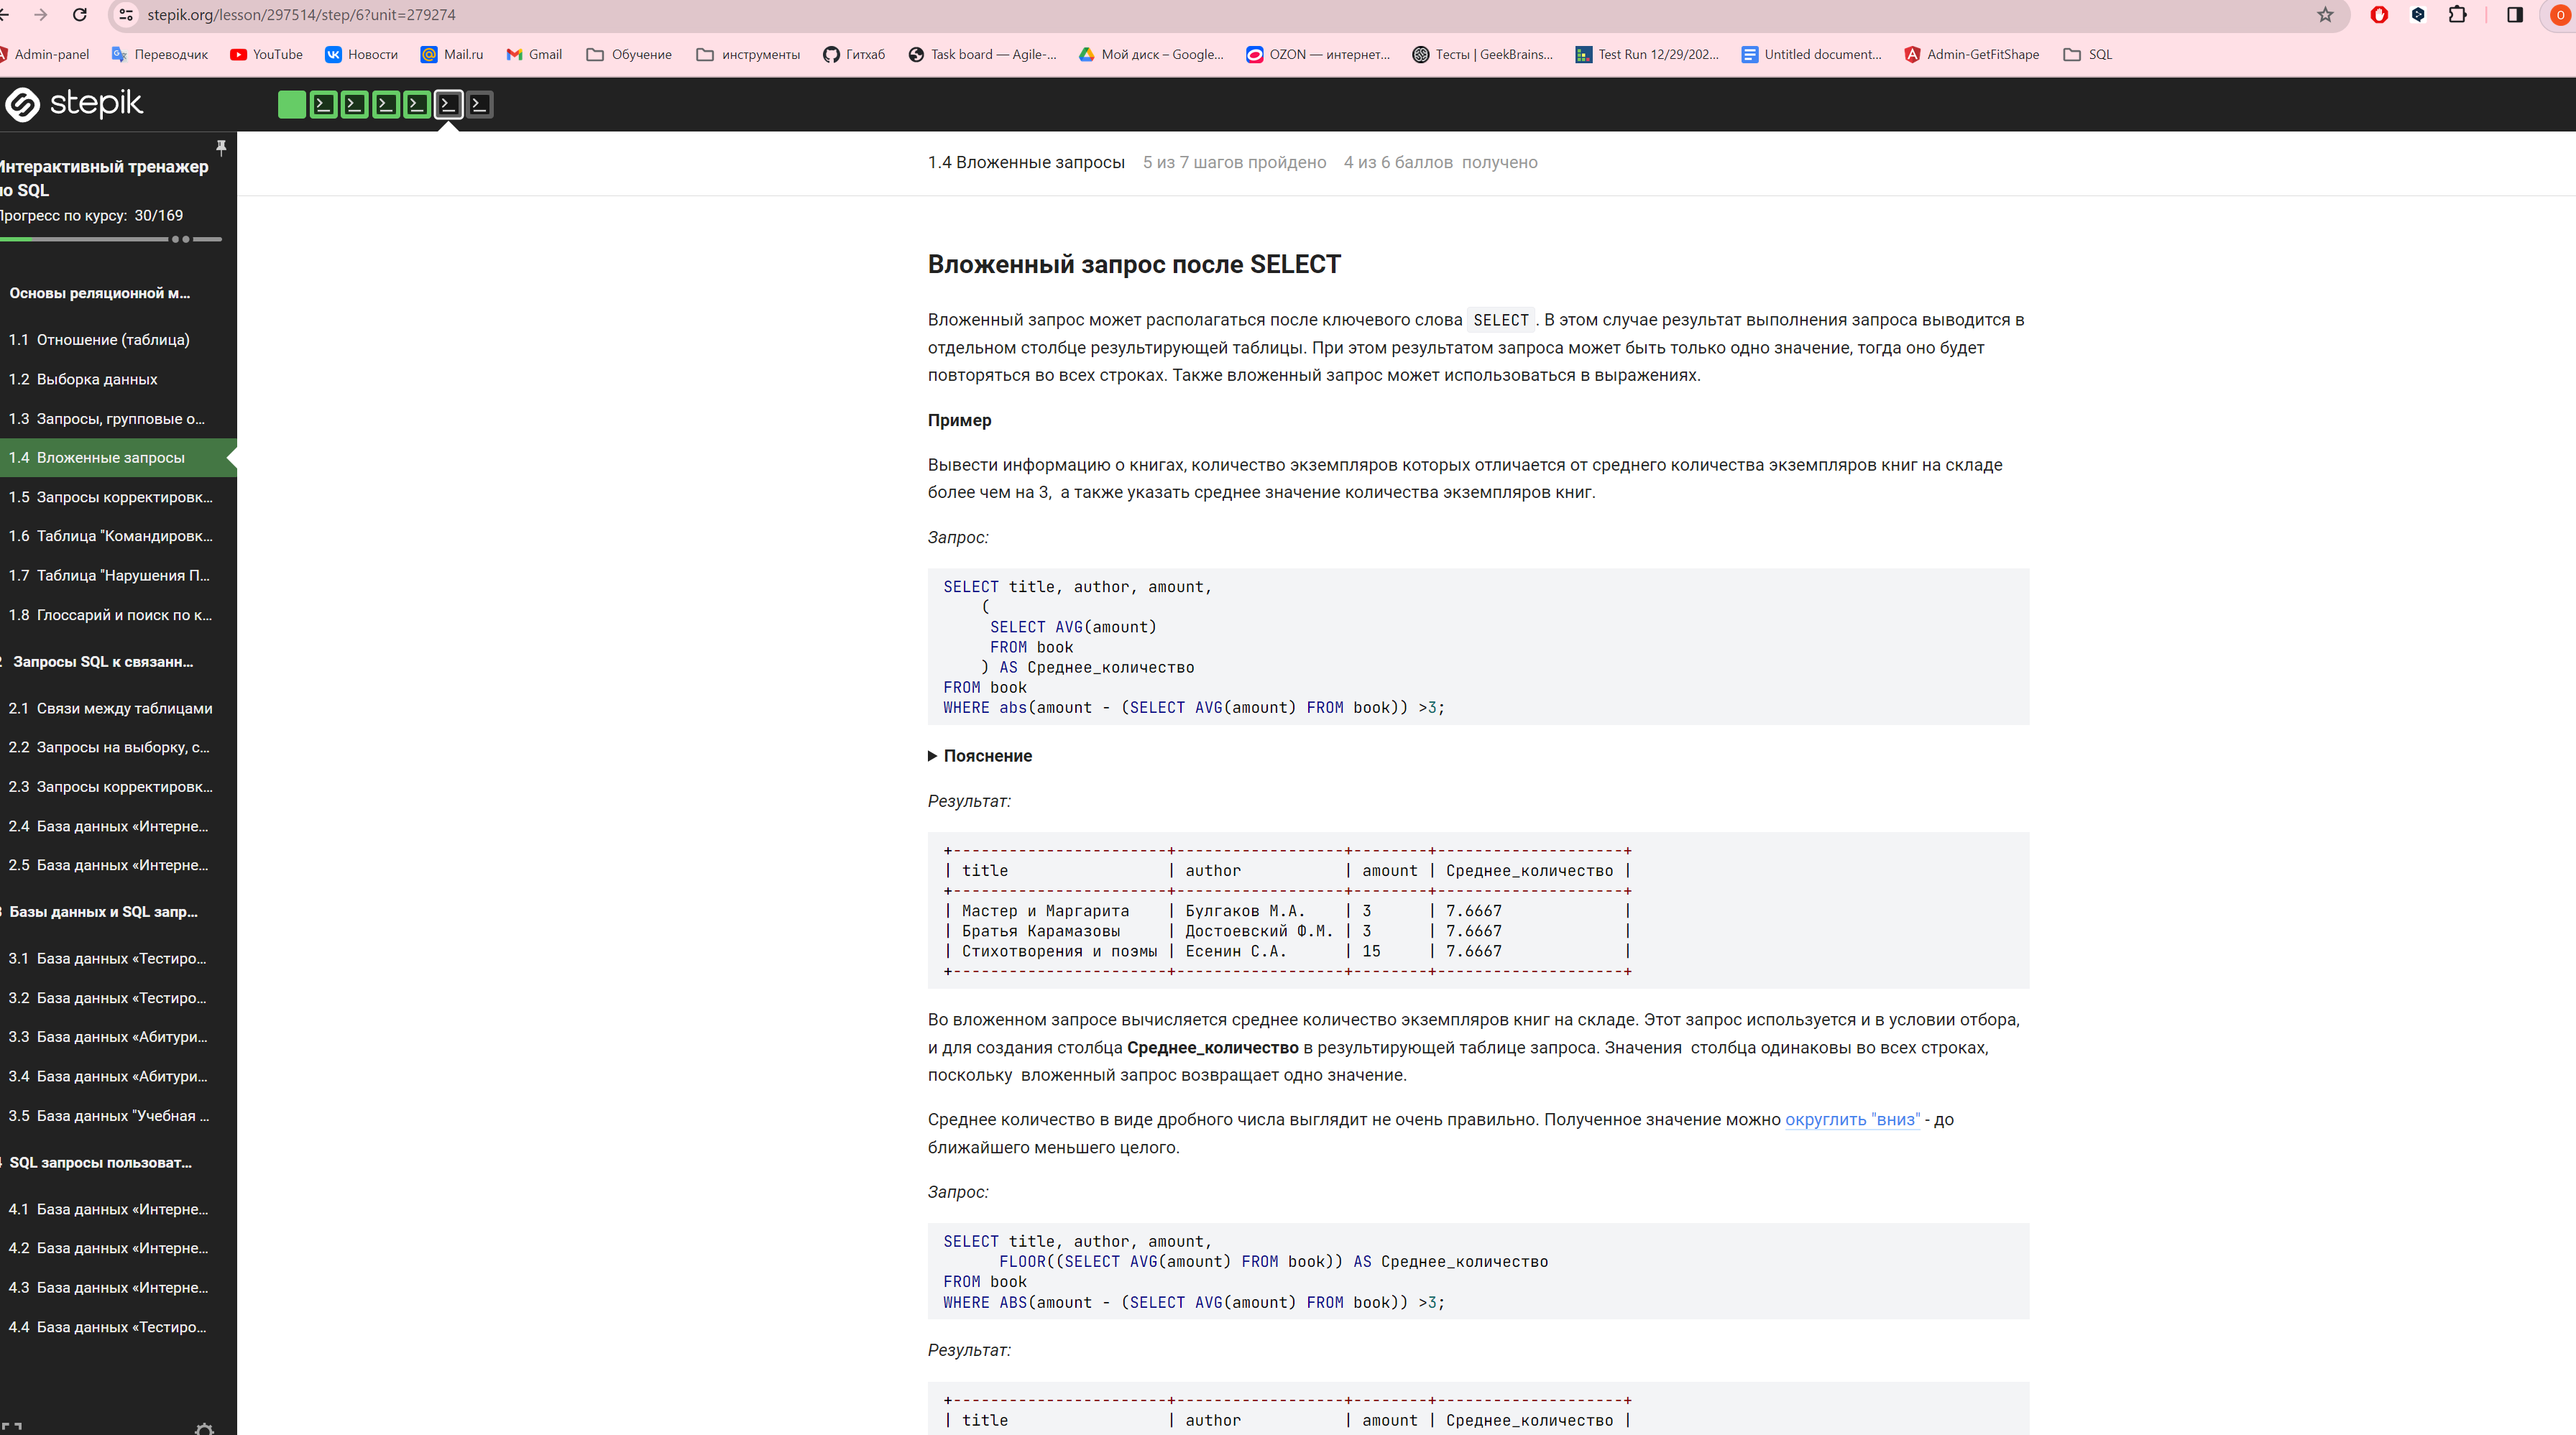 stepik.org/lesson/297514/step/6?unit=279274
Admin-panel Переводчик YouTube Новости Mail.ru Gmail Обучение инструменты Гитхаб Task board — Agile-... Мой диск – Google... OZON — интернет... Тесты | GeekBrains... Test Run 12/29/202... Untitled document... Admin-GetFitShape SQL
stepik
Интерактивный тренажер
по SQL
Прогресс по курсу: 30/169
Основы реляционной м...
1.1 Отношение (таблица)
1.2 Выборка данных
1.3 Запросы, групповые о...
1.4 Вложенные запросы
1.5 Запросы корректировк...
1.6 Таблица "Командировк...
1.7 Таблица "Нарушения П...
1.8 Глоссарий и поиск по к...
2 Запросы SQL к связанн...
2.1 Связи между таблицами
2.2 Запросы на выборку, с...
2.3 Запросы корректировк...
2.4 База данных «Интерне...
2.5 База данных «Интерне...
3 Базы данных и SQL запр...
3.1 База данных «Тестиро...
3.2 База данных «Тестиро...
3.3 База данных «Абитури...
3.4 База данных «Абитури...
3.5 База данных "Учебная ...
4 SQL запросы пользоват...
4.1 База данных «Интерне...
4.2 База данных «Интерне...
4.3 База данных «Интерне...
4.4 База данных «Тестиро...
1.4 Вложенные запросы 5 из 7 шагов пройдено 4 из 6 баллов получено
Вложенный запрос после SELECT
Вложенный запрос может располагаться после ключевого слова SELECT. В этом случае результат выполнения запроса выводится в
отдельном столбце результирующей таблицы. При этом результатом запроса может быть только одно значение, тогда оно будет
повторяться во всех строках. Также вложенный запрос может использоваться в выражениях.
Пример
Вывести информацию о книгах, количество экземпляров которых отличается от среднего количества экземпляров книг на складе
более чем на 3, а также указать среднее значение количества экземпляров книг.
Запрос:
SELECT title, author, amount,
(
SELECT AVG(amount)
FROM book
) AS Среднее_количество
FROM book
WHERE abs(amount - (SELECT AVG(amount) FROM book)) >3;
Пояснение
Результат:
+-----------------------+------------------+--------+--------------------+
| title | author | amount | Среднее_количество |
+-----------------------+------------------+--------+--------------------+
| Мастер и Маргарита | Булгаков М.А. | 3 | 7.6667 |
| Братья Карамазовы | Достоевский Ф.М. | 3 | 7.6667 |
| Стихотворения и поэмы | Есенин С.А. | 15 | 7.6667 |
+-----------------------+------------------+--------+--------------------+
Во вложенном запросе вычисляется среднее количество экземпляров книг на складе. Этот запрос используется и в условии отбора,
и для создания столбца Среднее_количество в результирующей таблице запроса. Значения столбца одинаковы во всех строках,
поскольку вложенный запрос возвращает одно значение.
Среднее количество в виде дробного числа выглядит не очень правильно. Полученное значение можно округлить "вниз" - до
ближайшего меньшего целого.
Запрос:
SELECT title, author, amount,
FLOOR((SELECT AVG(amount) FROM book)) AS Среднее_количество
FROM book
WHERE ABS(amount - (SELECT AVG(amount) FROM book)) >3;
Результат:
+-----------------------+------------------+--------+--------------------+
| title | author | amount | Среднее_количество |